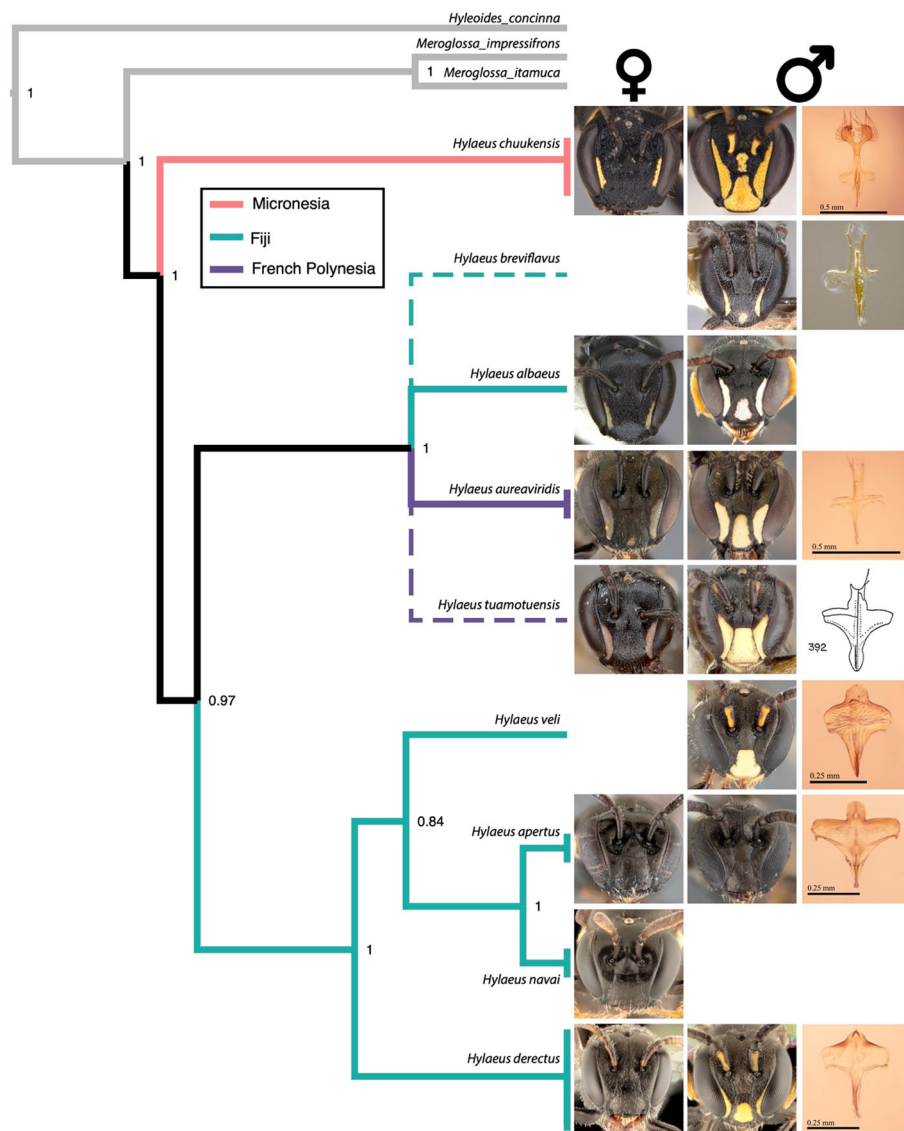 Hyleoides_concinna
Meroglossa_impressifrons
1
Meroglossa_itamuca
1
♀
♂
Hylaeus chuukensis
1
0.5 mm
Micronesia
Fiji
French Polynesia
1
Hylaeus breviflavus
Hylaeus albaeus
1
Hylaeus aureaviridis
0.5 mm
Hylaeus tuamotuensis
392
0.97
Hylaeus veli
0.25 mm
0.84
Hylaeus apertus
0.25 mm
1
1
Hylaeus navai
Hylaeus derectus
0.25 mm